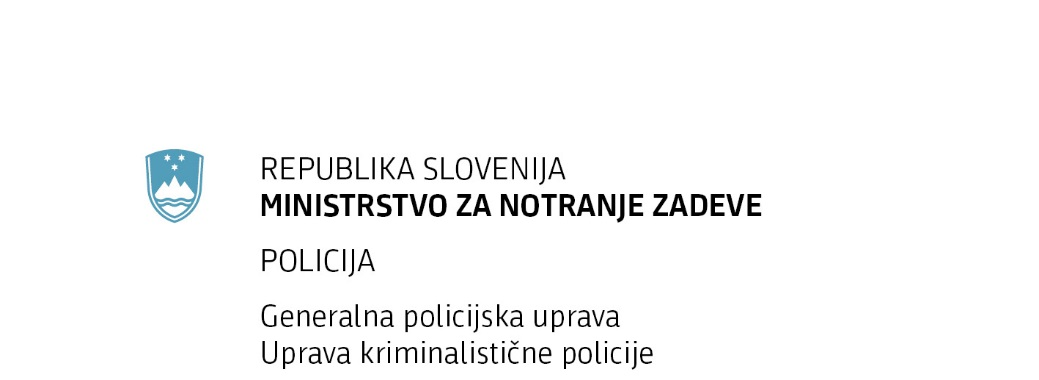 REPUBLIKA SLOVENIJA
MINISTRSTVO ZA NOTRANJE ZADEVE
POLICIJA
Generalna policijska uprava
Uprava kriminalistične policije